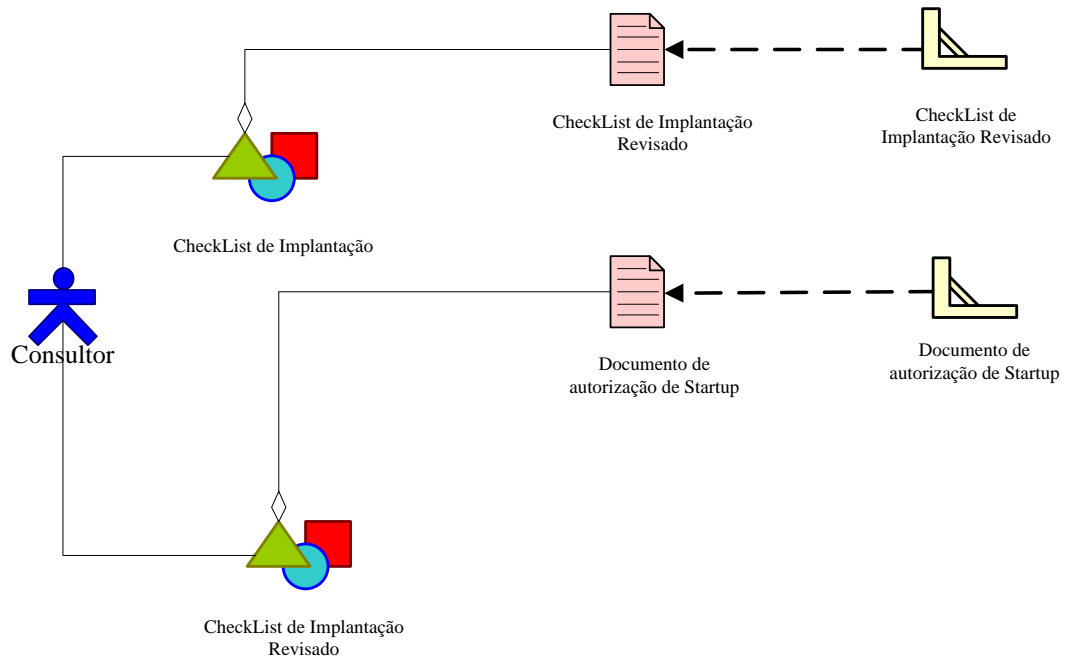 CheckList de Implantação
Revisado
CheckList de
Implantação Revisado
CheckList de Implantação
Consultor
Documento de
autorização de Startup
Documento de
autorização de Startup
CheckList de Implantação
Revisado